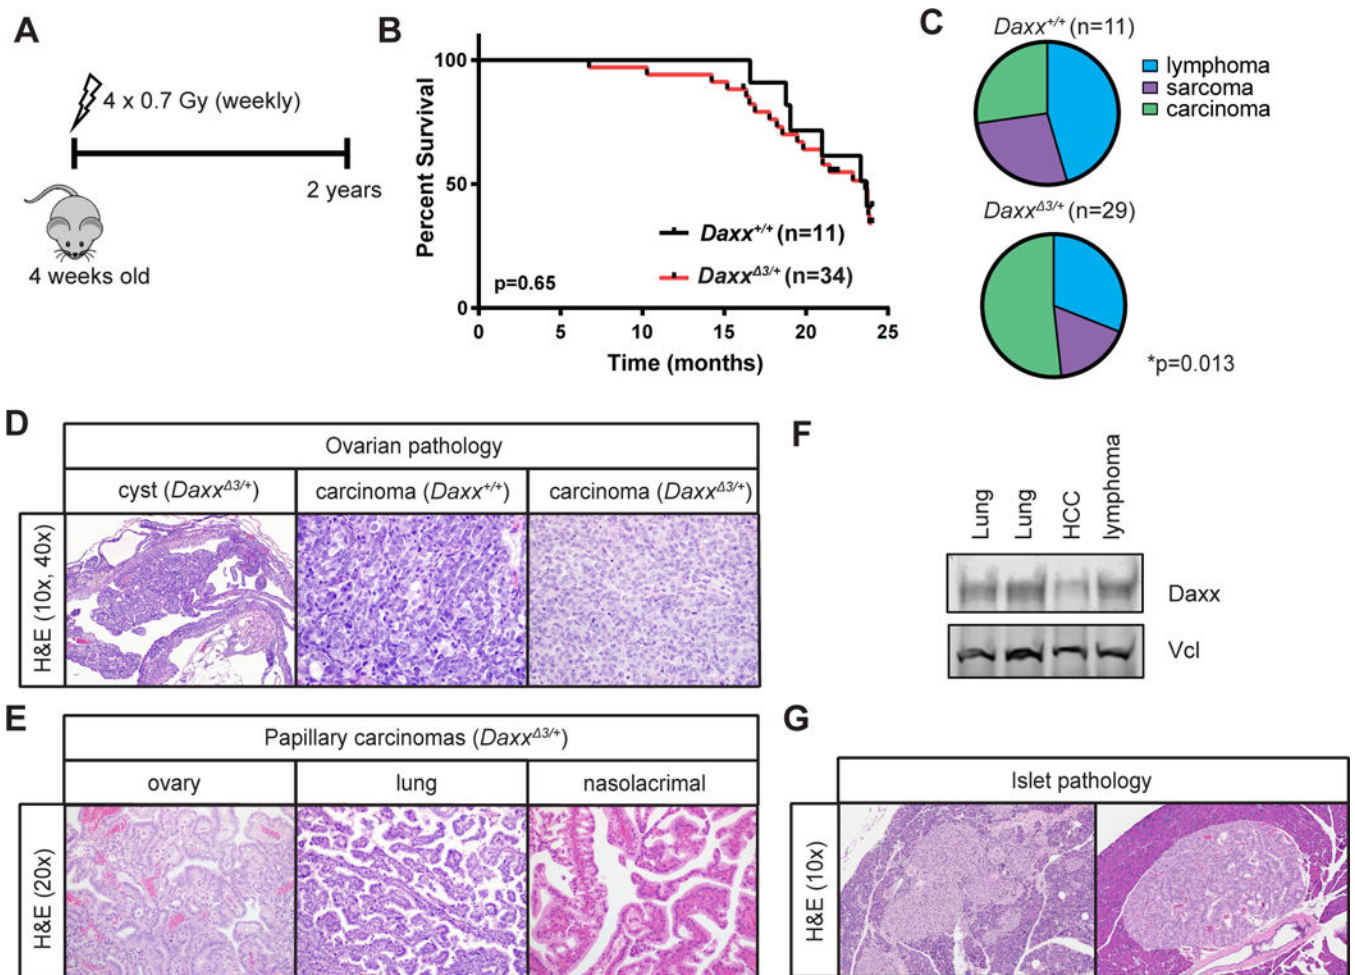 A
4 x 0.7 Gy (weekly)
2 years
4 weeks old
B
Percent Survival
100
50
0
0 5 10 15 20 25
Time (months)
Daxx+/+ (n=11)
DaxxΔ3/+ (n=34)
p=0.65
C
Daxx+/+ (n=11)
lymphoma
sarcoma
carcinoma
DaxxΔ3/+ (n=29)
*p=0.013
D
Ovarian pathology
cyst (DaxxΔ3/+) carcinoma (Daxx+/+) carcinoma (DaxxΔ3/+)
H&E (10x, 40x)
E
Papillary carcinomas (DaxxΔ3/+)
ovary lung nasolacrimal
H&E (20x)
F
Lung Lung HCC lymphoma
Daxx
Vcl
G
Islet pathology
H&E (10x)